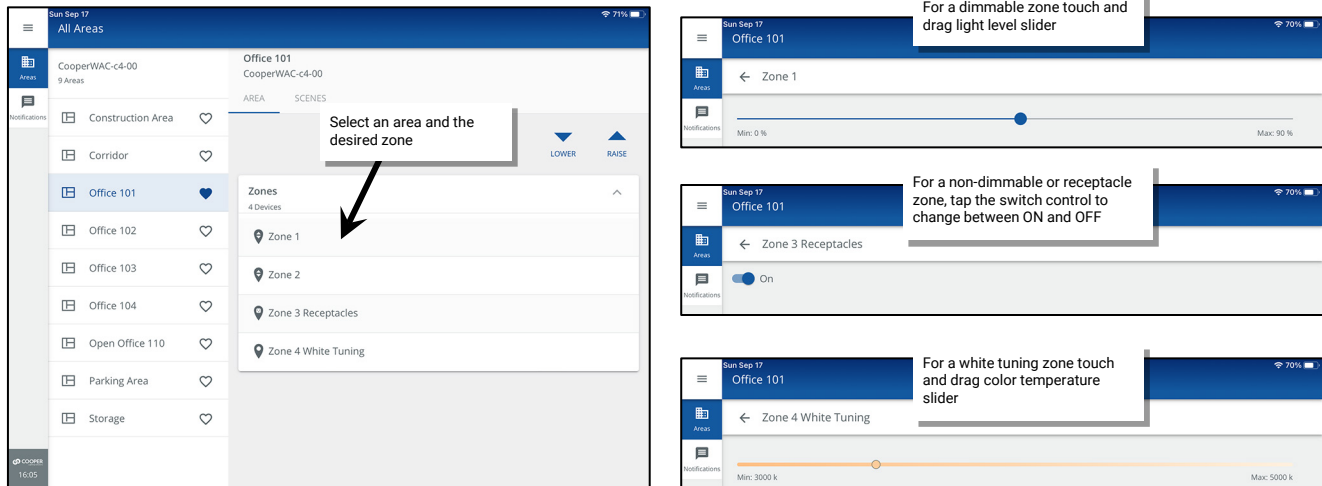 Sun Sep 17
71%
All Areas
Areas
Notifications
CooperWAC-c4-00
9 Areas
Construction Area
Corridor
Office 101
Office 102
Office 103
Office 104
Open Office 110
Parking Area
Storage
COOPER
16:05
Office 101
CooperWAC-c4-00
AREA SCENES
Select an area and the
desired zone
LOWER RAISE
Zones
4 Devices
Zone 1
Zone 2
Zone 3 Receptacles
Zone 4 White Tuning
For a dimmable zone touch and
drag light level slider
Sun Sep 17
70%
Office 101
Areas
Notifications
Zone 1
Min: 0 % Max: 90 %
For a non-dimmable or receptacle
zone, tap the switch control to
change between ON and OFF
Sun Sep 17
70%
Office 101
Areas
Notifications
Zone 3 Receptacles
On
For a white tuning zone touch
and drag color temperature
slider
Sun Sep 17
70%
Office 101
Areas
Notifications
Zone 4 White Tuning
Min: 3000 k Max: 5000 k